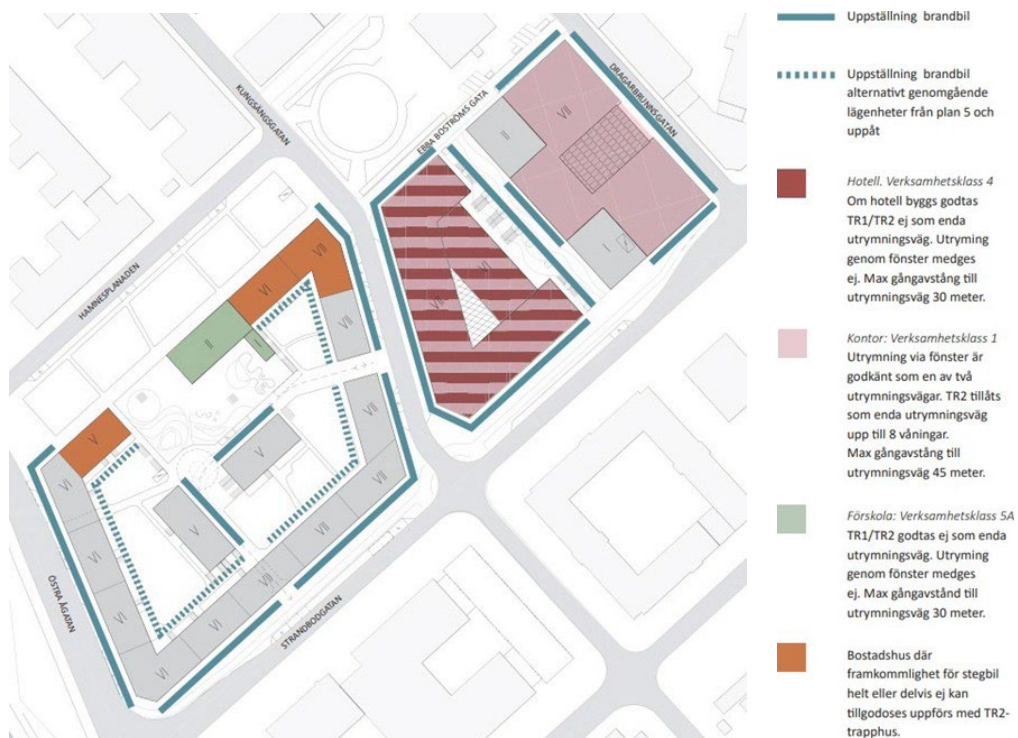 Uppställning brandbil
Uppställning brandbil
alternativt genomgående
lägenheter från plan 5 och
uppåt
Hotell. Verksamhetsklass 4
Om hotell byggs godtas
TR1/TR2 ej som enda
utrymningsväg. Utryming
genom fönster medges
ej. Max gångavstång till
utrymningsväg 30 meter.
Kontor: Verksamhetsklass 1
Utrymning via fönster är
godkänt som en av två
utrymningsvägar. TR2 tillåts
som enda utrymningsväg
upp till 8 våningar.
Max gångavstång till
utrymningsväg 45 meter.
Förskola: Verksamhetsklass 5A
TR1/TR2 godtas ej som enda
utrymningsväg. Utryming
genom fönster medges
ej. Max gångavstånd till
utrymningsväg 30 meter.
Bostadshus där
framkommlighet för stegbil
helt eller delvis ej kan
tillgodoses uppförs med TR2-
trapphus.
KUNGSÄNGSGATAN
EBBA BOSTRÖMS GATA
DRAGARBRUNNSGATAN
HAMNESPLANADEN
ÖSTRA ÅGATAN
STRANDBODGATAN
II
VII
I
VI
VII
VI
VII
VII
II
I
V
V
V
VI
VI
VI
VI
VI
VII
VII
VII
VII